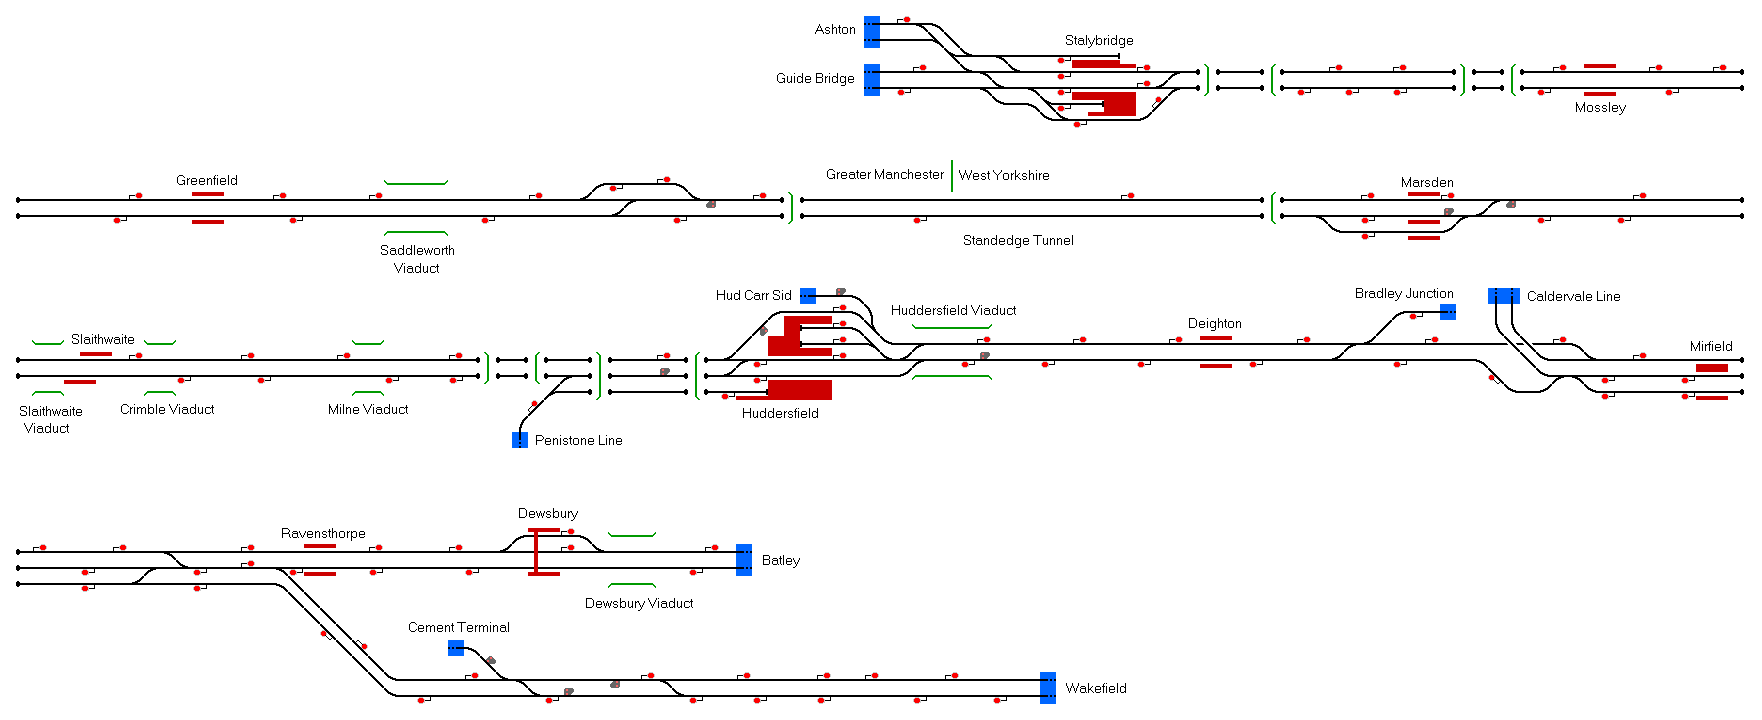 Ashton
Stalybridge
Guide Bridge
Mossley
Greenfield
Greater Manchester
West Yorkshire
Marsden
Saddleworth
Viaduct
Standedge Tunnel
Hud Carr Sid
Bradley Junction
Caldervale Line
Huddersfield Viaduct
Slaithwaite
Deighton
Mirfield
Slaithwaite
Viaduct
Crimble Viaduct
Milne Viaduct
Huddersfield
Penistone Line
Dewsbury
Ravensthorpe
Batley
Dewsbury Viaduct
Cement Terminal
Wakefield